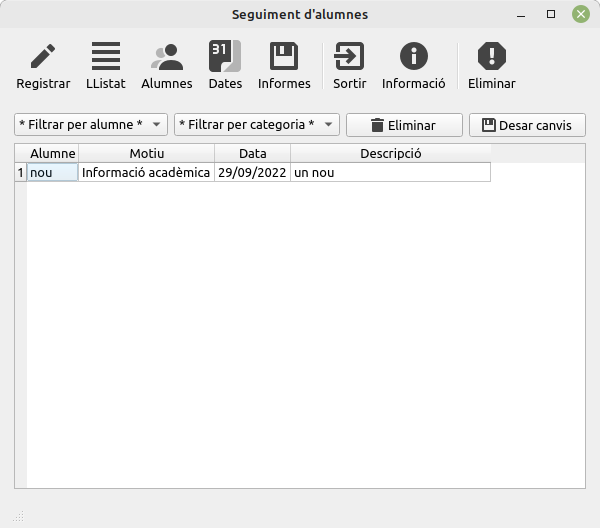 Seguiment d'alumnes
31
Registrar LListat Alumnes Dates Informes Sortir Informació Eliminar
* Filtrar per alumne * * Filtrar per categoria * Eliminar Desar canvis
Alumne Motiu Data Descripció
1 nou Informació acadèmica 29/09/2022 un nou